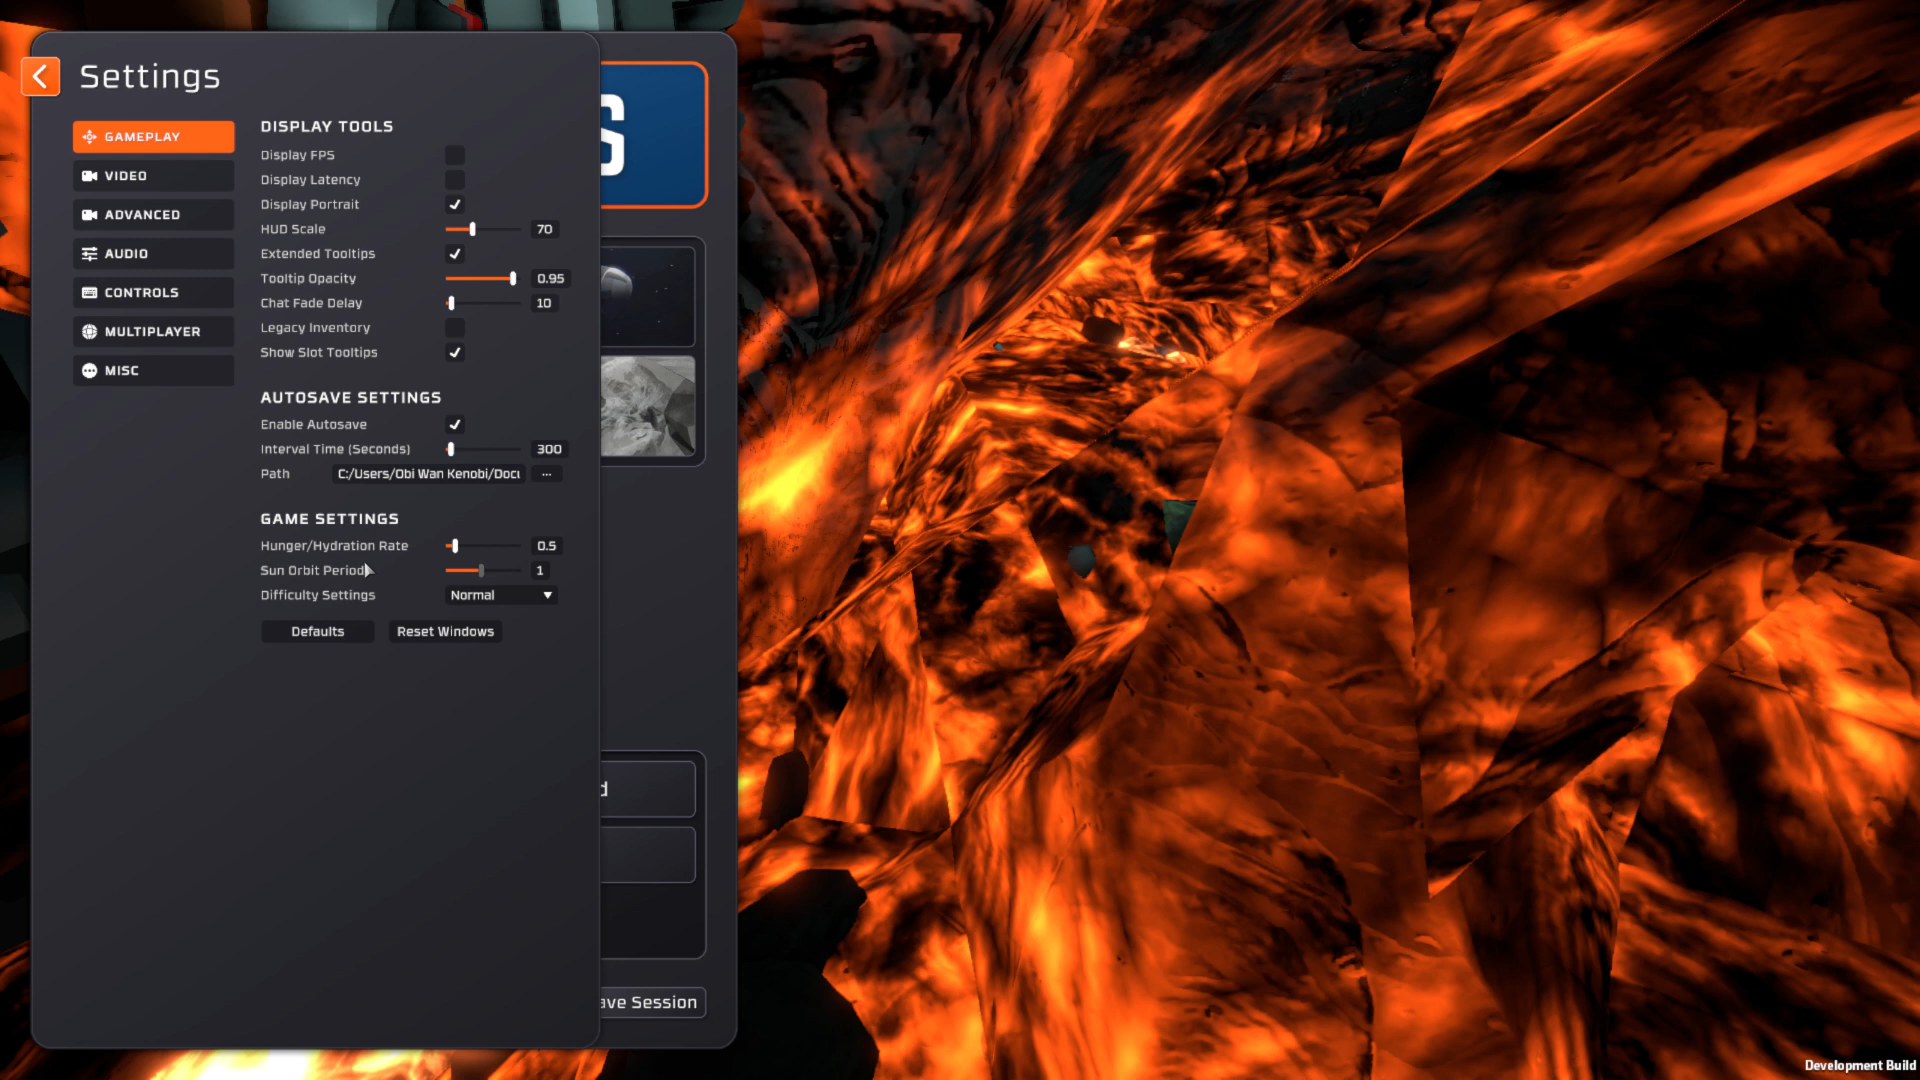 Settings
GAMEPLAY
VIDEO
ADVANCED
AUDIO
CONTROLS
MULTIPLAYER
MISC
DISPLAY TOOLS
Display FPS
Display Latency
Display Portrait
HUD Scale 70
Extended Tooltips
Tooltip Opacity 0.95
Chat Fade Delay 10
Legacy Inventory
Show Slot Tooltips
AUTOSAVE SETTINGS
Enable Autosave
Interval Time (Seconds) 300
Path C:/Users/Obi Wan Kenobi/Docu ...
GAME SETTINGS
Hunger/Hydration Rate 0.5
Sun Orbit Period 1
Difficulty Settings Normal
Defaults Reset Windows
S
d
ave Session
Development Build